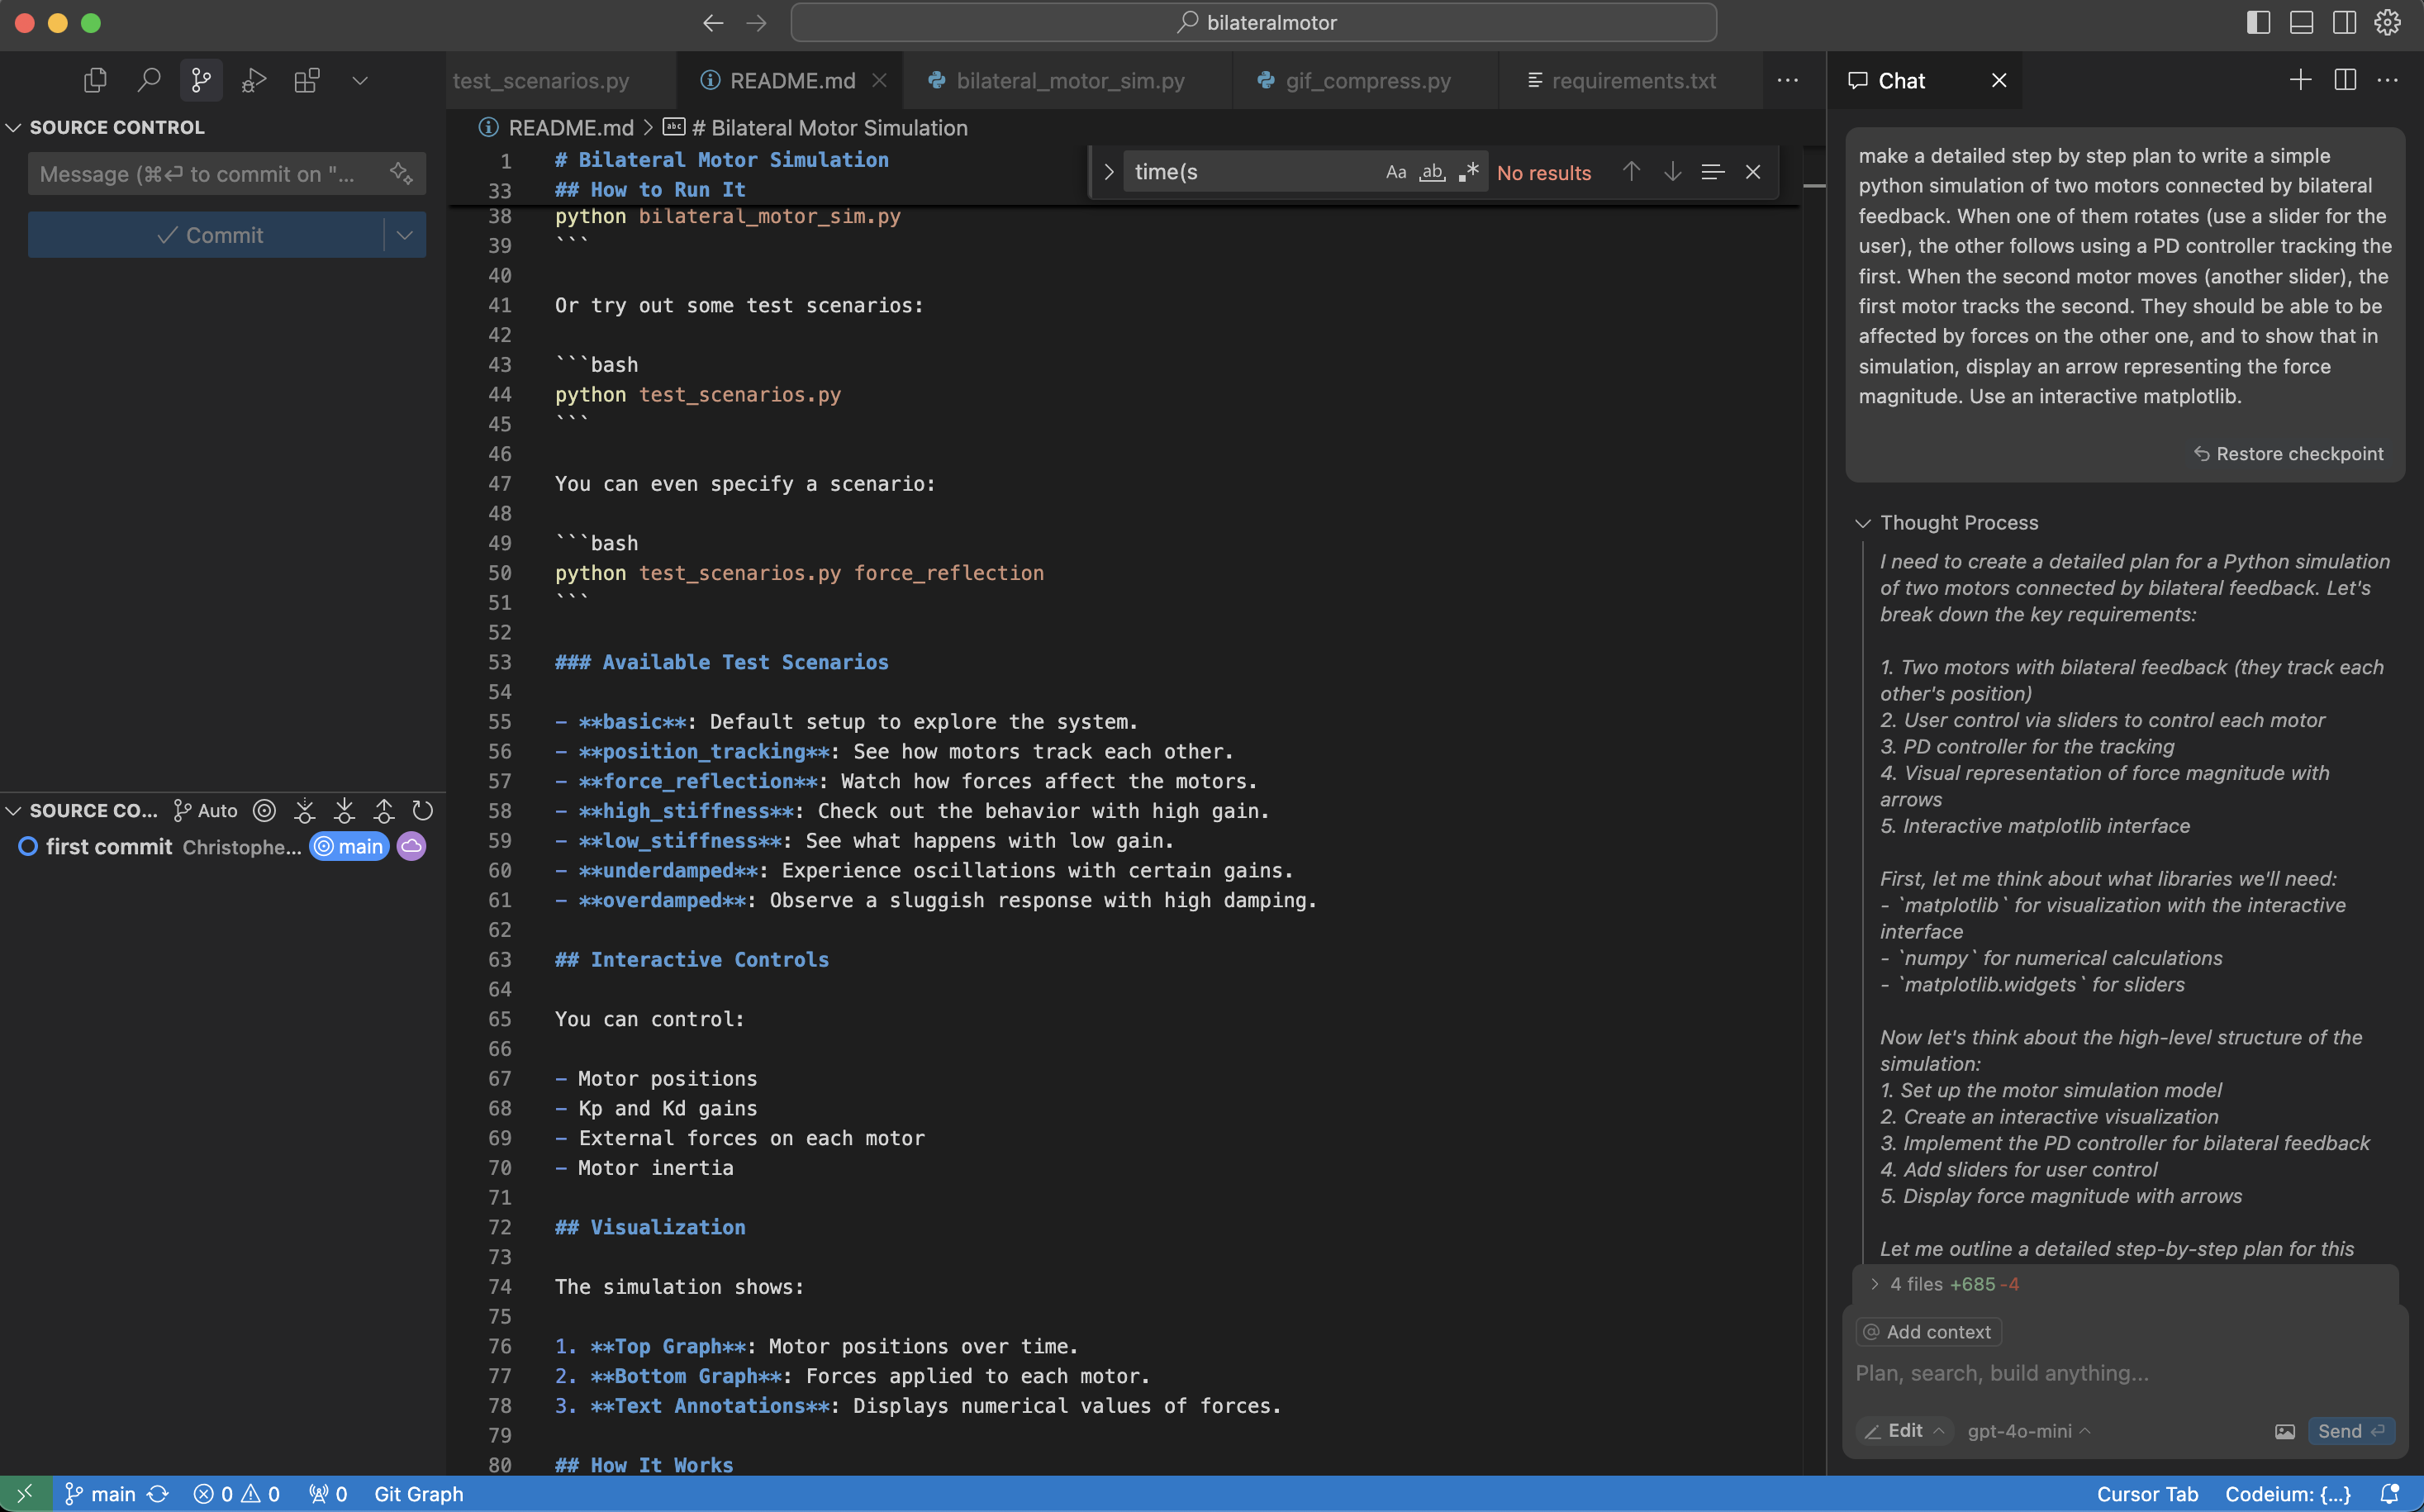 bilateralmotor
SOURCE CONTROL
Message (⌘⏎ to commit on "...
Commit
SOURCE CO...
Auto
first commit Christophe... main
test_scenarios.py
README.md
bilateral_motor_sim.py
gif_compress.py
requirements.txt
README.md > # Bilateral Motor Simulation
time(s
Aa ab .*
No results
1 # Bilateral Motor Simulation
33 ## How to Run It
38 python bilateral_motor_sim.py
39 ```
40
41 Or try out some test scenarios:
42
43 ```bash
44 python test_scenarios.py
45 ```
46
47 You can even specify a scenario:
48
49 ```bash
50 python test_scenarios.py force_reflection
51 ```
52
53 ### Available Test Scenarios
54
55 - **basic**: Default setup to explore the system.
56 - **position_tracking**: See how motors track each other.
57 - **force_reflection**: Watch how forces affect the motors.
58 - **high_stiffness**: Check out the behavior with high gain.
59 - **low_stiffness**: See what happens with low gain.
60 - **underdamped**: Experience oscillations with certain gains.
61 - **overdamped**: Observe a sluggish response with high damping.
62
63 ## Interactive Controls
64
65 You can control:
66
67 - Motor positions
68 - Kp and Kd gains
69 - External forces on each motor
70 - Motor inertia
71
72 ## Visualization
73
74 The simulation shows:
75
76 1. **Top Graph**: Motor positions over time.
77 2. **Bottom Graph**: Forces applied to each motor.
78 3. **Text Annotations**: Displays numerical values of forces.
79
80 ## How It Works
Chat
make a detailed step by step plan to write a simple
python simulation of two motors connected by bilateral
feedback. When one of them rotates (use a slider for the
user), the other follows using a PD controller tracking the
first. When the second motor moves (another slider), the
first motor tracks the second. They should be able to be
affected by forces on the other one, and to show that in
simulation, display an arrow representing the force
magnitude. Use an interactive matplotlib.
Restore checkpoint
Thought Process
I need to create a detailed plan for a Python simulation
of two motors connected by bilateral feedback. Let's
break down the key requirements:
1. Two motors with bilateral feedback (they track each
other's position)
2. User control via sliders to control each motor
3. PD controller for the tracking
4. Visual representation of force magnitude with
arrows
5. Interactive matplotlib interface
First, let me think about what libraries we'll need:
- `matplotlib` for visualization with the interactive
interface
- `numpy` for numerical calculations
- `matplotlib.widgets` for sliders
Now let's think about the high-level structure of the
simulation:
1. Set up the motor simulation model
2. Create an interactive visualization
3. Implement the PD controller for bilateral feedback
4. Add sliders for user control
5. Display force magnitude with arrows
Let me outline a detailed step-by-step plan for this
4 files +685 -4
@ Add context
Plan, search, build anything...
Edit gpt-4o-mini
Send ⏎
main 0 0 0 Git Graph
Cursor Tab Codeium: {...}